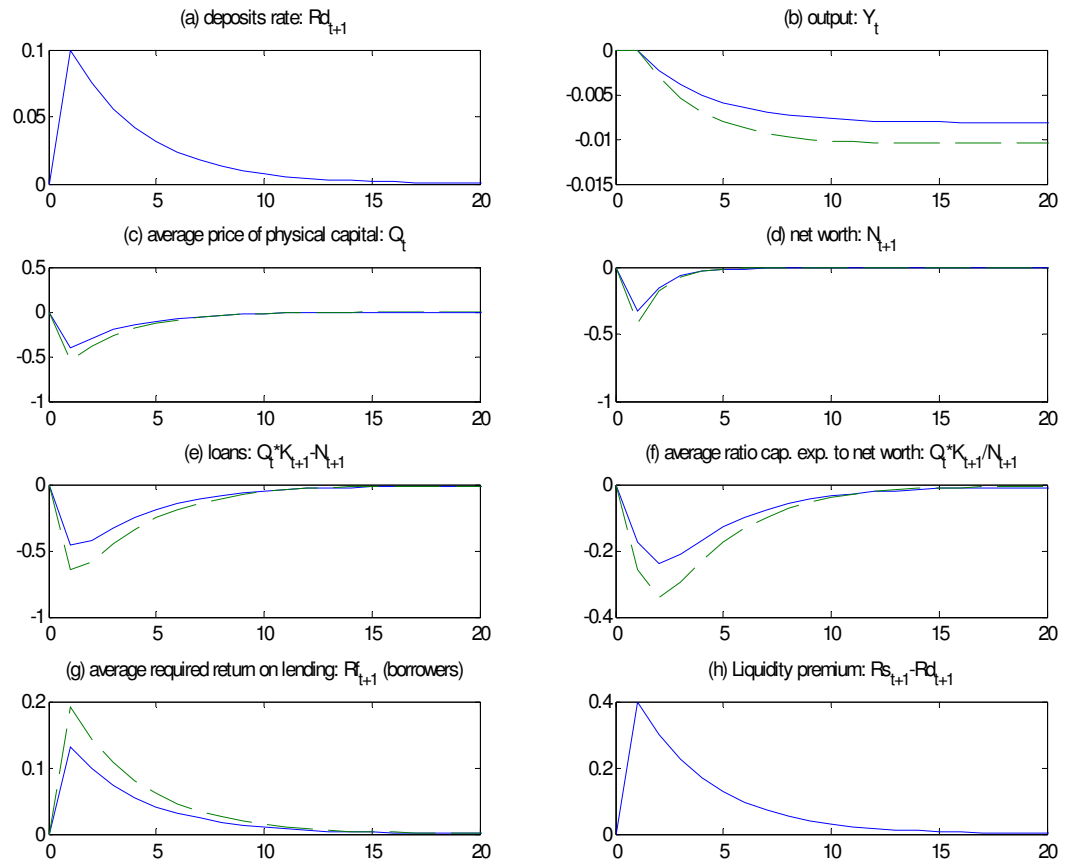 (a) deposits rate: Rd_{t+1}
0.1
0.05
0
0 5 10 15 20
(b) output: Y_t
0
-0.005
-0.01
-0.015
0 5 10 15 20
(c) average price of physical capital: Q_t
0.5
0
-0.5
-1
0 5 10 15 20
(d) net worth: N_{t+1}
0
-0.5
-1
0 5 10 15 20
(e) loans: Q_t*K_{t+1}-N_{t+1}
0
-0.5
-1
0 5 10 15 20
(f) average ratio cap. exp. to net worth: Q_t*K_{t+1}/N_{t+1}
0
-0.2
-0.4
0 5 10 15 20
(g) average required return on lending: Rf_{t+1} (borrowers)
0.2
0.1
0
0 5 10 15 20
(h) Liquidity premium: Rs_{t+1}-Rd_{t+1}
0.4
0.2
0
0 5 10 15 20